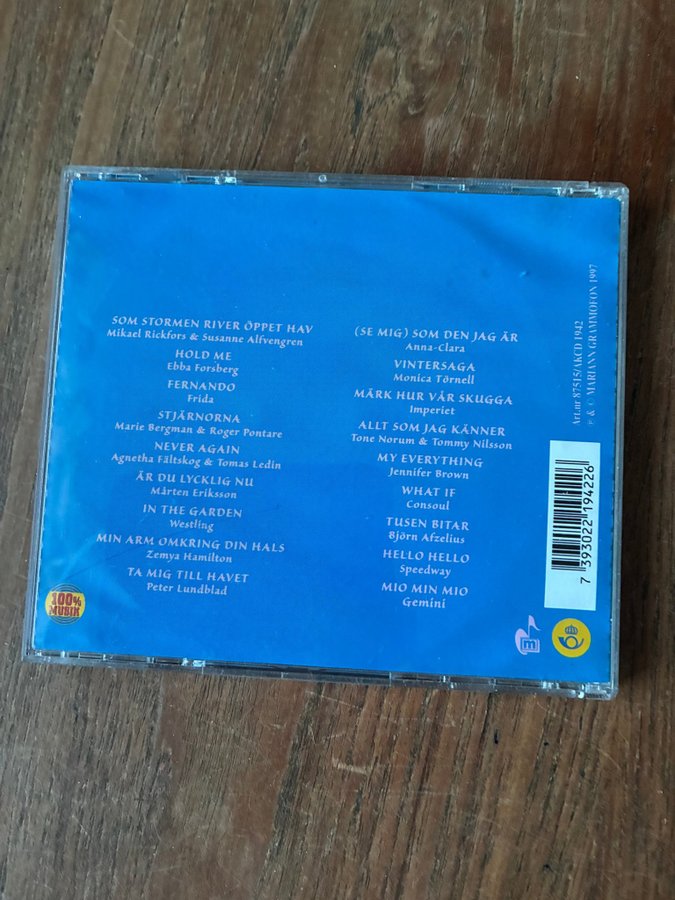 SOM STORMEN RIVER ÖPPET HAV
Mikael Rickfors & Susanne Alfvengren
HOLD ME
Ebba Forsberg
FERNANDO
Frida
STJÄRNORNA
Marie Bergman & Roger Pontare
NEVER AGAIN
Agnetha Fältskog & Tomas Ledin
ÄR DU LYCKLIG NU
Mårten Eriksson
IN THE GARDEN
Westling
MIN ARM OMKRING DIN HALS
Zemya Hamilton
TA MIG TILL HAVET
Peter Lundblad
(SE MIG) SOM DEN JAG ÄR
Anna-Clara
VINTERSAGA
Monica Törnell
MÄRK HUR VÅR SKUGGA
Imperiet
ALLT SOM JAG KÄNNER
Tone Norum & Tommy Nilsson
MY EVERYTHING
Jennifer Brown
WHAT IF
Consoul
TUSEN BITAR
Björn Afzelius
HELLO HELLO
Speedway
MIO MIN MIO
Gemini
Art.nr 87515/AKCD 1942
℗ & © MARIANN GRAMMOFON 1997
7 393022 194226
100%
MUSIK
m